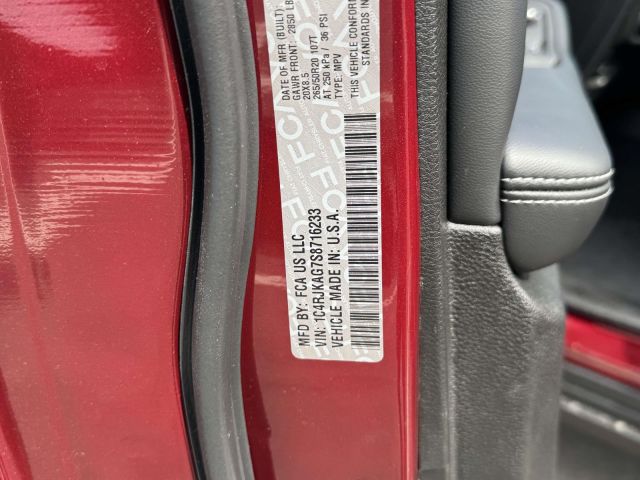 MFD BY: FCA US LLC
DATE OF MFR (BUILT):
GAWR FRONT: 2850 LB
20X8.5
265/50R20 107T
AT 250 kPa / 36 PSI
TYPE: MPV
THIS VEHICLE CONFOR
STANDARDS IN
VIN: 1C4RJKAG7S8716233
VEHICLE MADE IN: U.S.A.